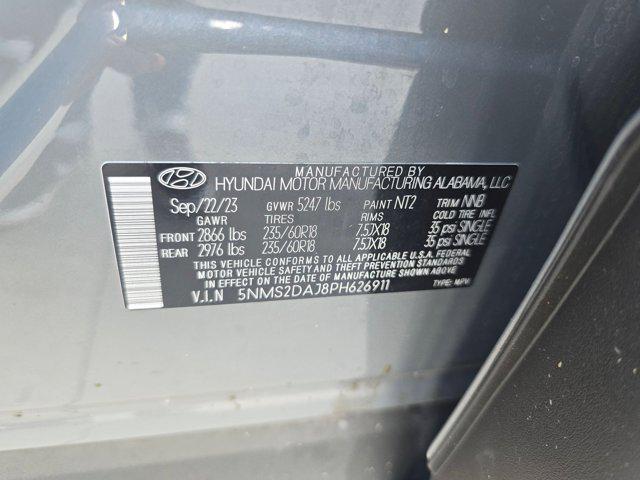 MANUFACTURED BY
HYUNDAI MOTOR MANUFACTURING ALABAMA, LLC
Sep/22/23 GVWR 5247 lbs PAINT NT2 TRIM NNB
GAWR TIRES RIMS COLD TIRE INFL
FRONT 2866 lbs 235/60R18 7.5JX18 35 psi SINGLE
REAR 2976 lbs 235/60R18 7.5JX18 35 psi SINGLE
THIS VEHICLE CONFORMS TO ALL APPLICABLE U.S.A. FEDERAL
MOTOR VEHICLE SAFETY AND THEFT PREVENTION STANDARDS IN
EFFECT ON THE DATE OF MANUFACTURE SHOWN ABOVE.
V.I.N 5NMS2DAJ8PH626911 TYPE: MPV